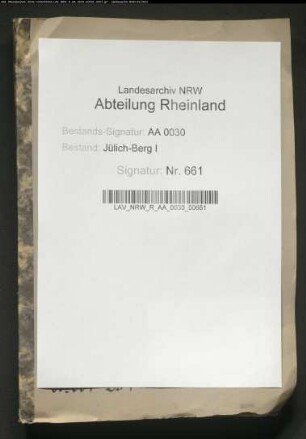 Landesarchiv NRW
Abteilung Rheinland
Bestands-Signatur: AA 0030
Bestand: Jülich-Berg I
Signatur: Nr. 661
LAV_NRW_R_AA_0030_00661